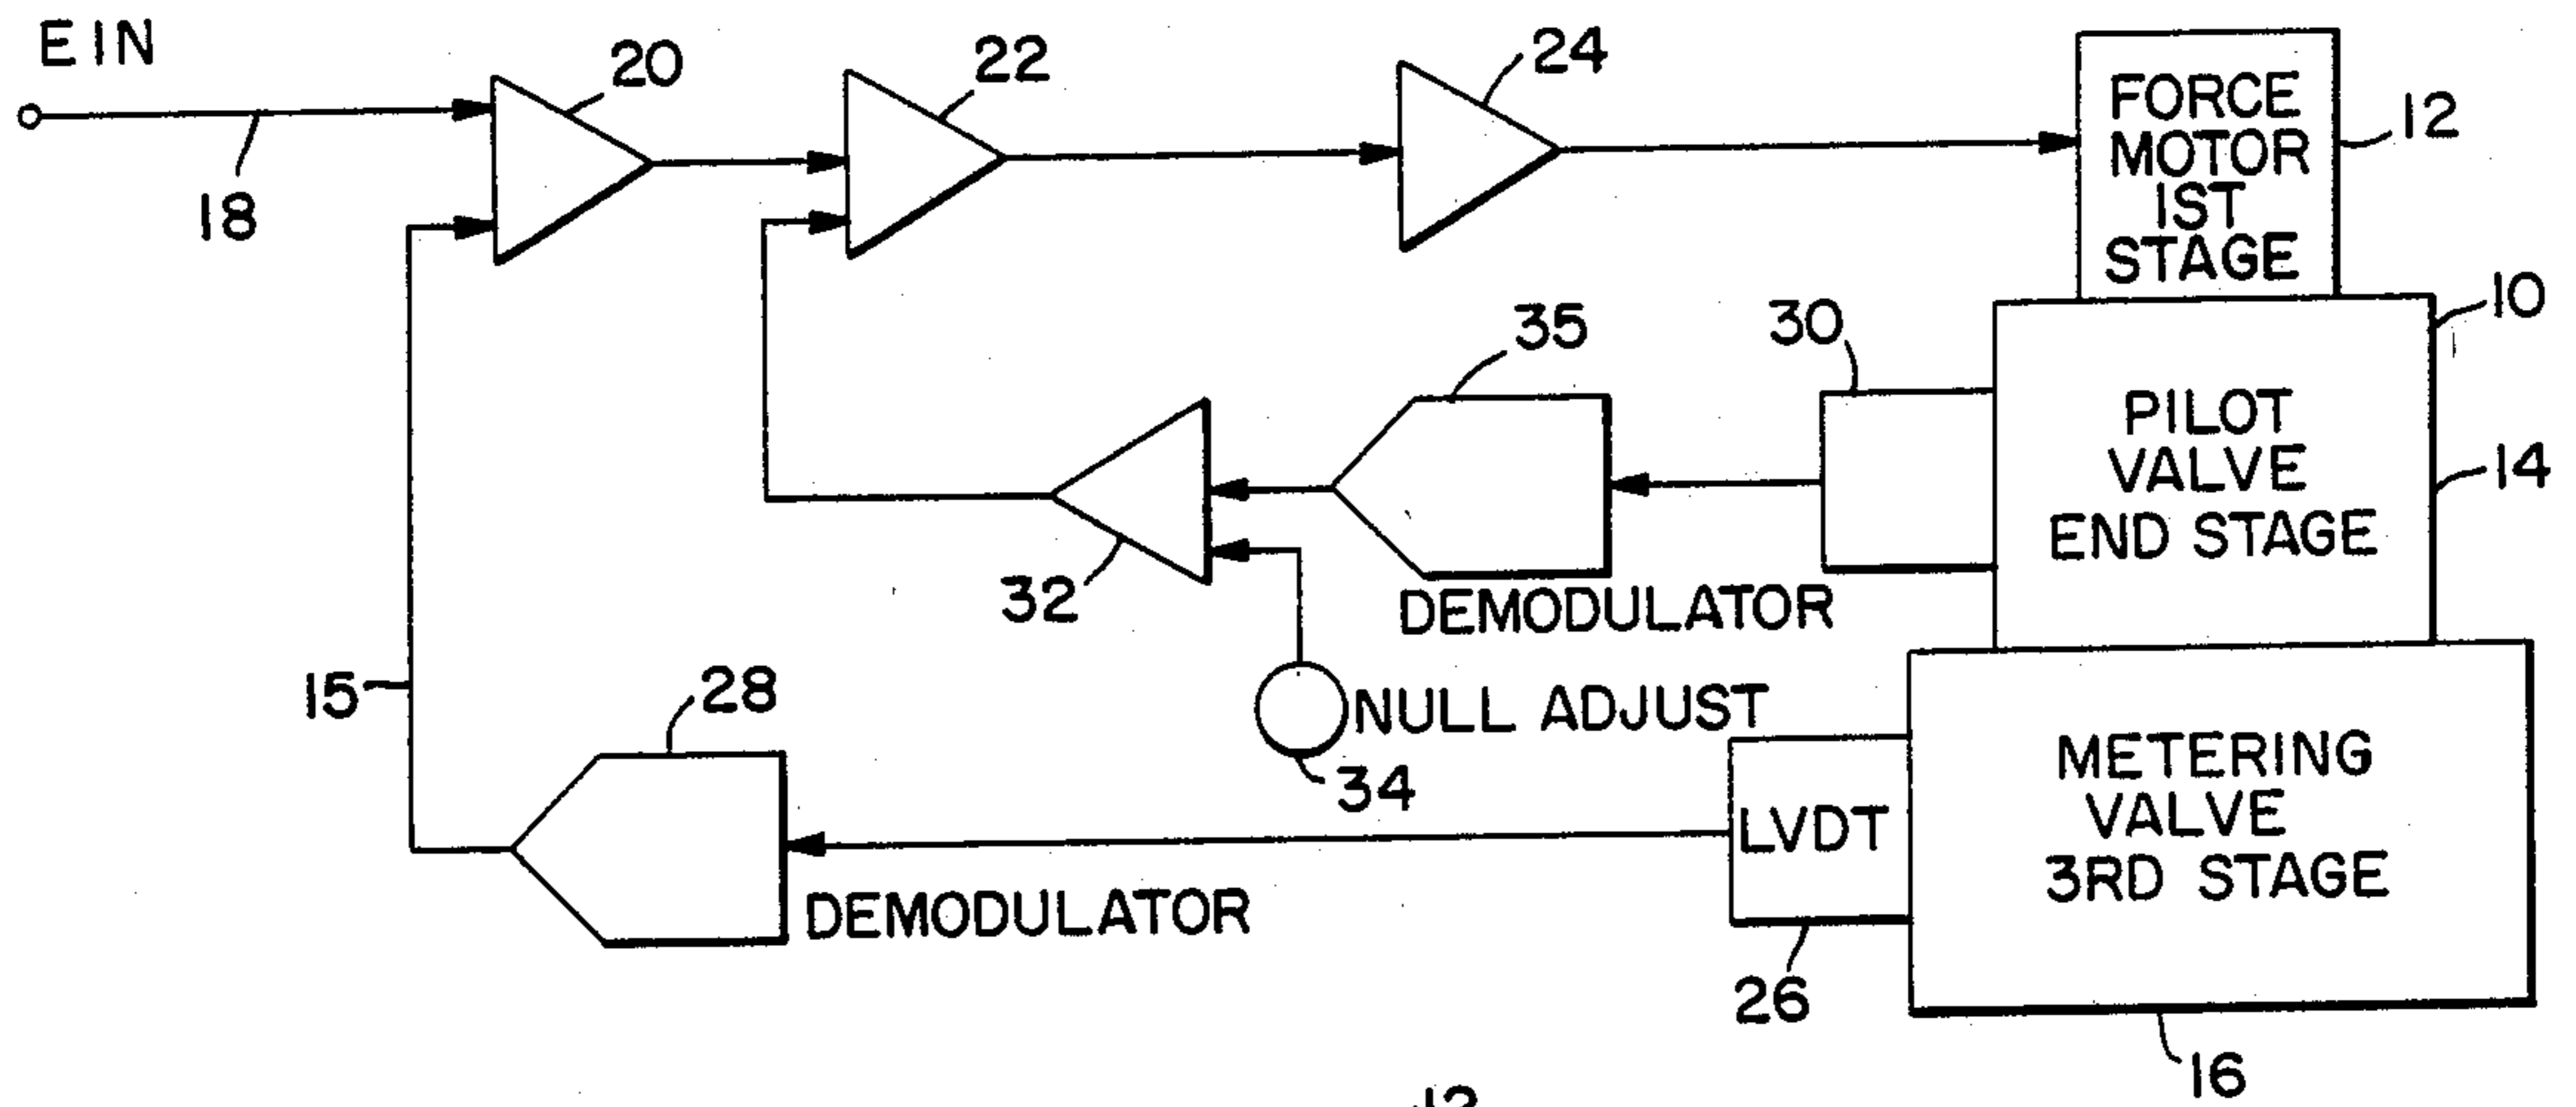 EIN
20
22
24
18
FORCE
MOTOR
1ST
STAGE
12
10
35
30
PILOT
VALVE
END STAGE
14
32
DEMODULATOR
15
28
NULL ADJUST
34
LVDT
METERING
VALVE
3RD STAGE
DEMODULATOR
26
16